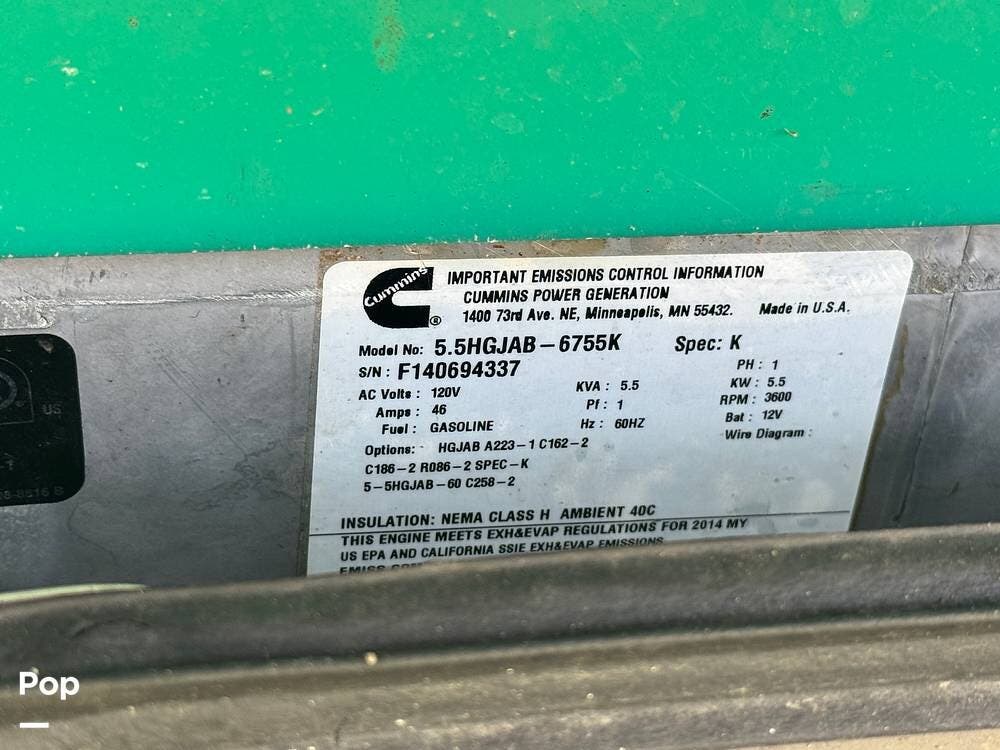 Cummins
®
IMPORTANT EMISSIONS CONTROL INFORMATION
CUMMINS POWER GENERATION
1400 73rd Ave. NE, Minneapolis, MN 55432. Made in U.S.A.
Model No: 5.5HGJAB-6755K Spec: K
S/N: F140694337 PH: 1
AC Volts: 120V KVA: 5.5 KW: 5.5
Amps: 46 Pf: 1 RPM: 3600
Fuel: GASOLINE Hz: 60HZ Bat: 12V
Wire Diagram:
Options: HGJAB A223-1 C162-2
C186-2 R086-2 SPEC-K
5-5HGJAB-60 C258-2
INSULATION: NEMA CLASS H AMBIENT 40C
THIS ENGINE MEETS EXH&EVAP REGULATIONS FOR 2014 MY
US EPA AND CALIFORNIA SSIE EXH&EVAP EMISSIONS
US
Pop